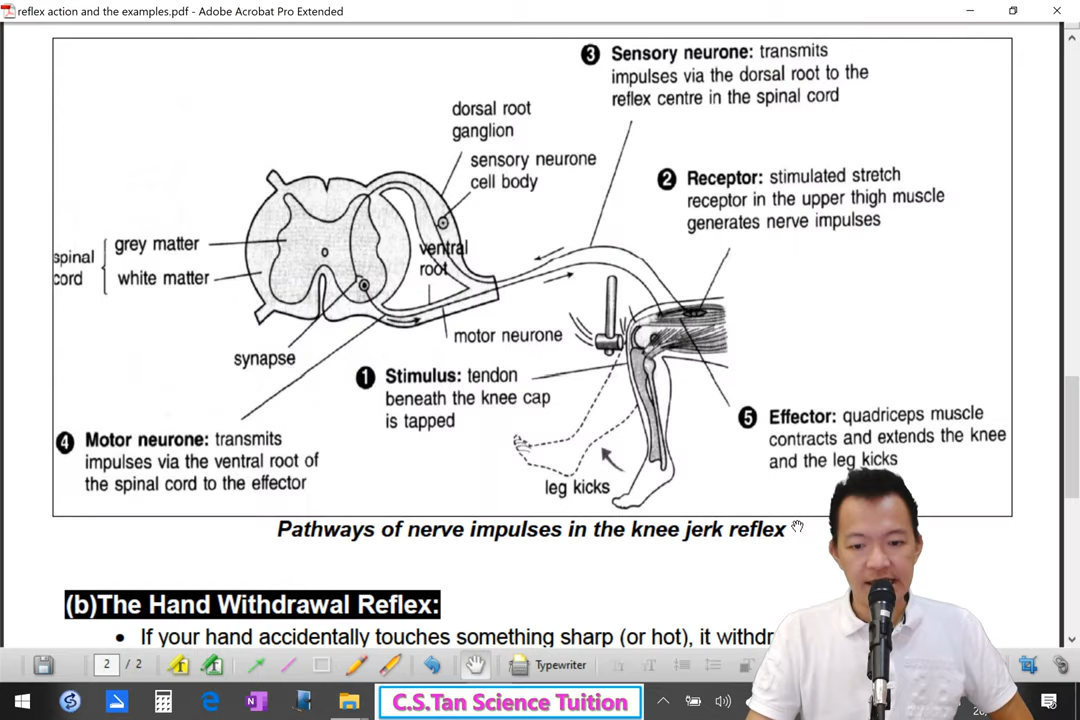 reflex action and the examples.pdf - Adobe Acrobat Pro Extended
❸ Sensory neurone: transmits
impulses via the dorsal root to the
reflex centre in the spinal cord
dorsal root
ganglion
sensory neurone
cell body
❷ Receptor: stimulated stretch
receptor in the upper thigh muscle
generates nerve impulses
spinal
cord
grey matter
white matter
ventral
root
motor neurone
synapse
❶ Stimulus: tendon
beneath the knee cap
is tapped
❹ Motor neurone: transmits
impulses via the ventral root of
the spinal cord to the effector
❺ Effector: quadriceps muscle
contracts and extends the knee
and the leg kicks
leg kicks
Pathways of nerve impulses in the knee jerk reflex
(b)The Hand Withdrawal Reflex:
• If your hand accidentally touches something sharp (or hot), it withdr
2 / 2
Typewriter
C.S.Tan Science Tuition